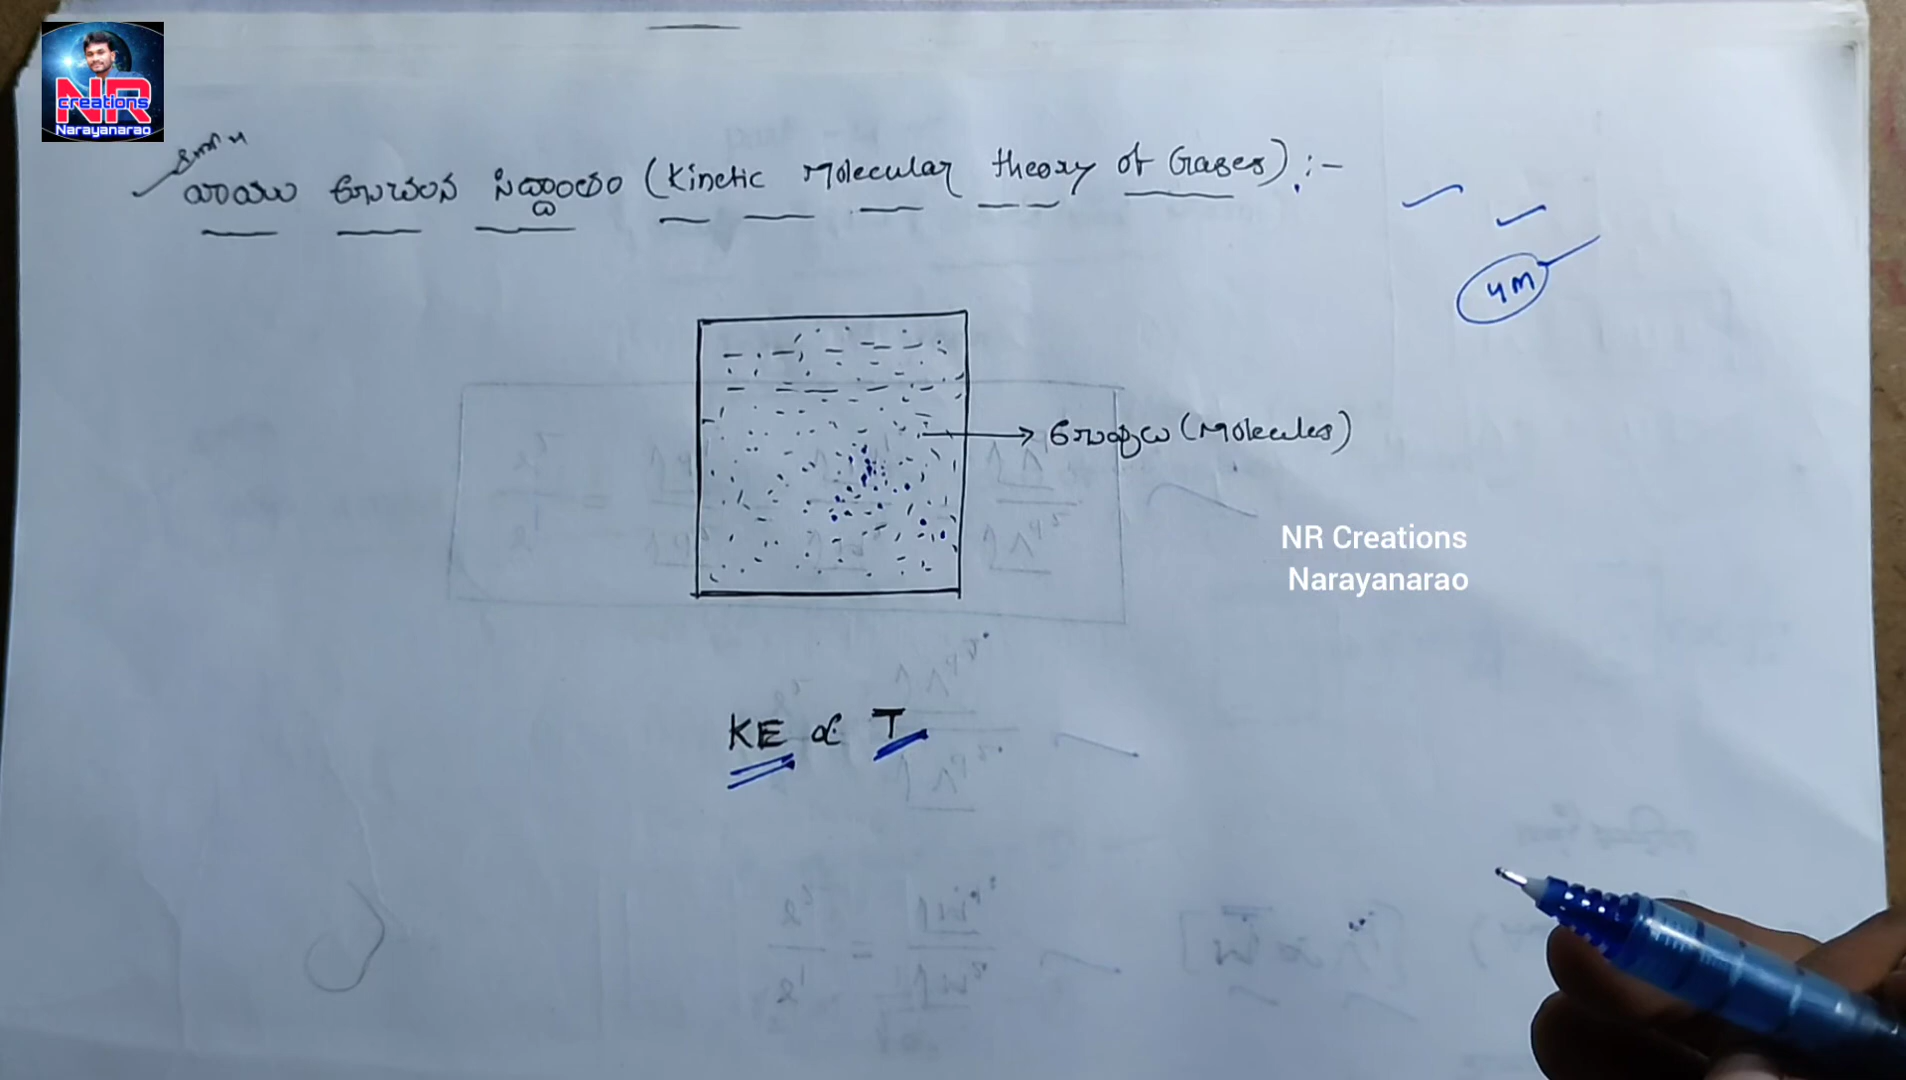 NR
creations
Narayanarao
వాయు అణుచలన సిద్ధాంతం (Kinetic Molecular theory of Gases) :-
4M
అణువులు (Molecules)
NR Creations
Narayanarao
KE ∝ T